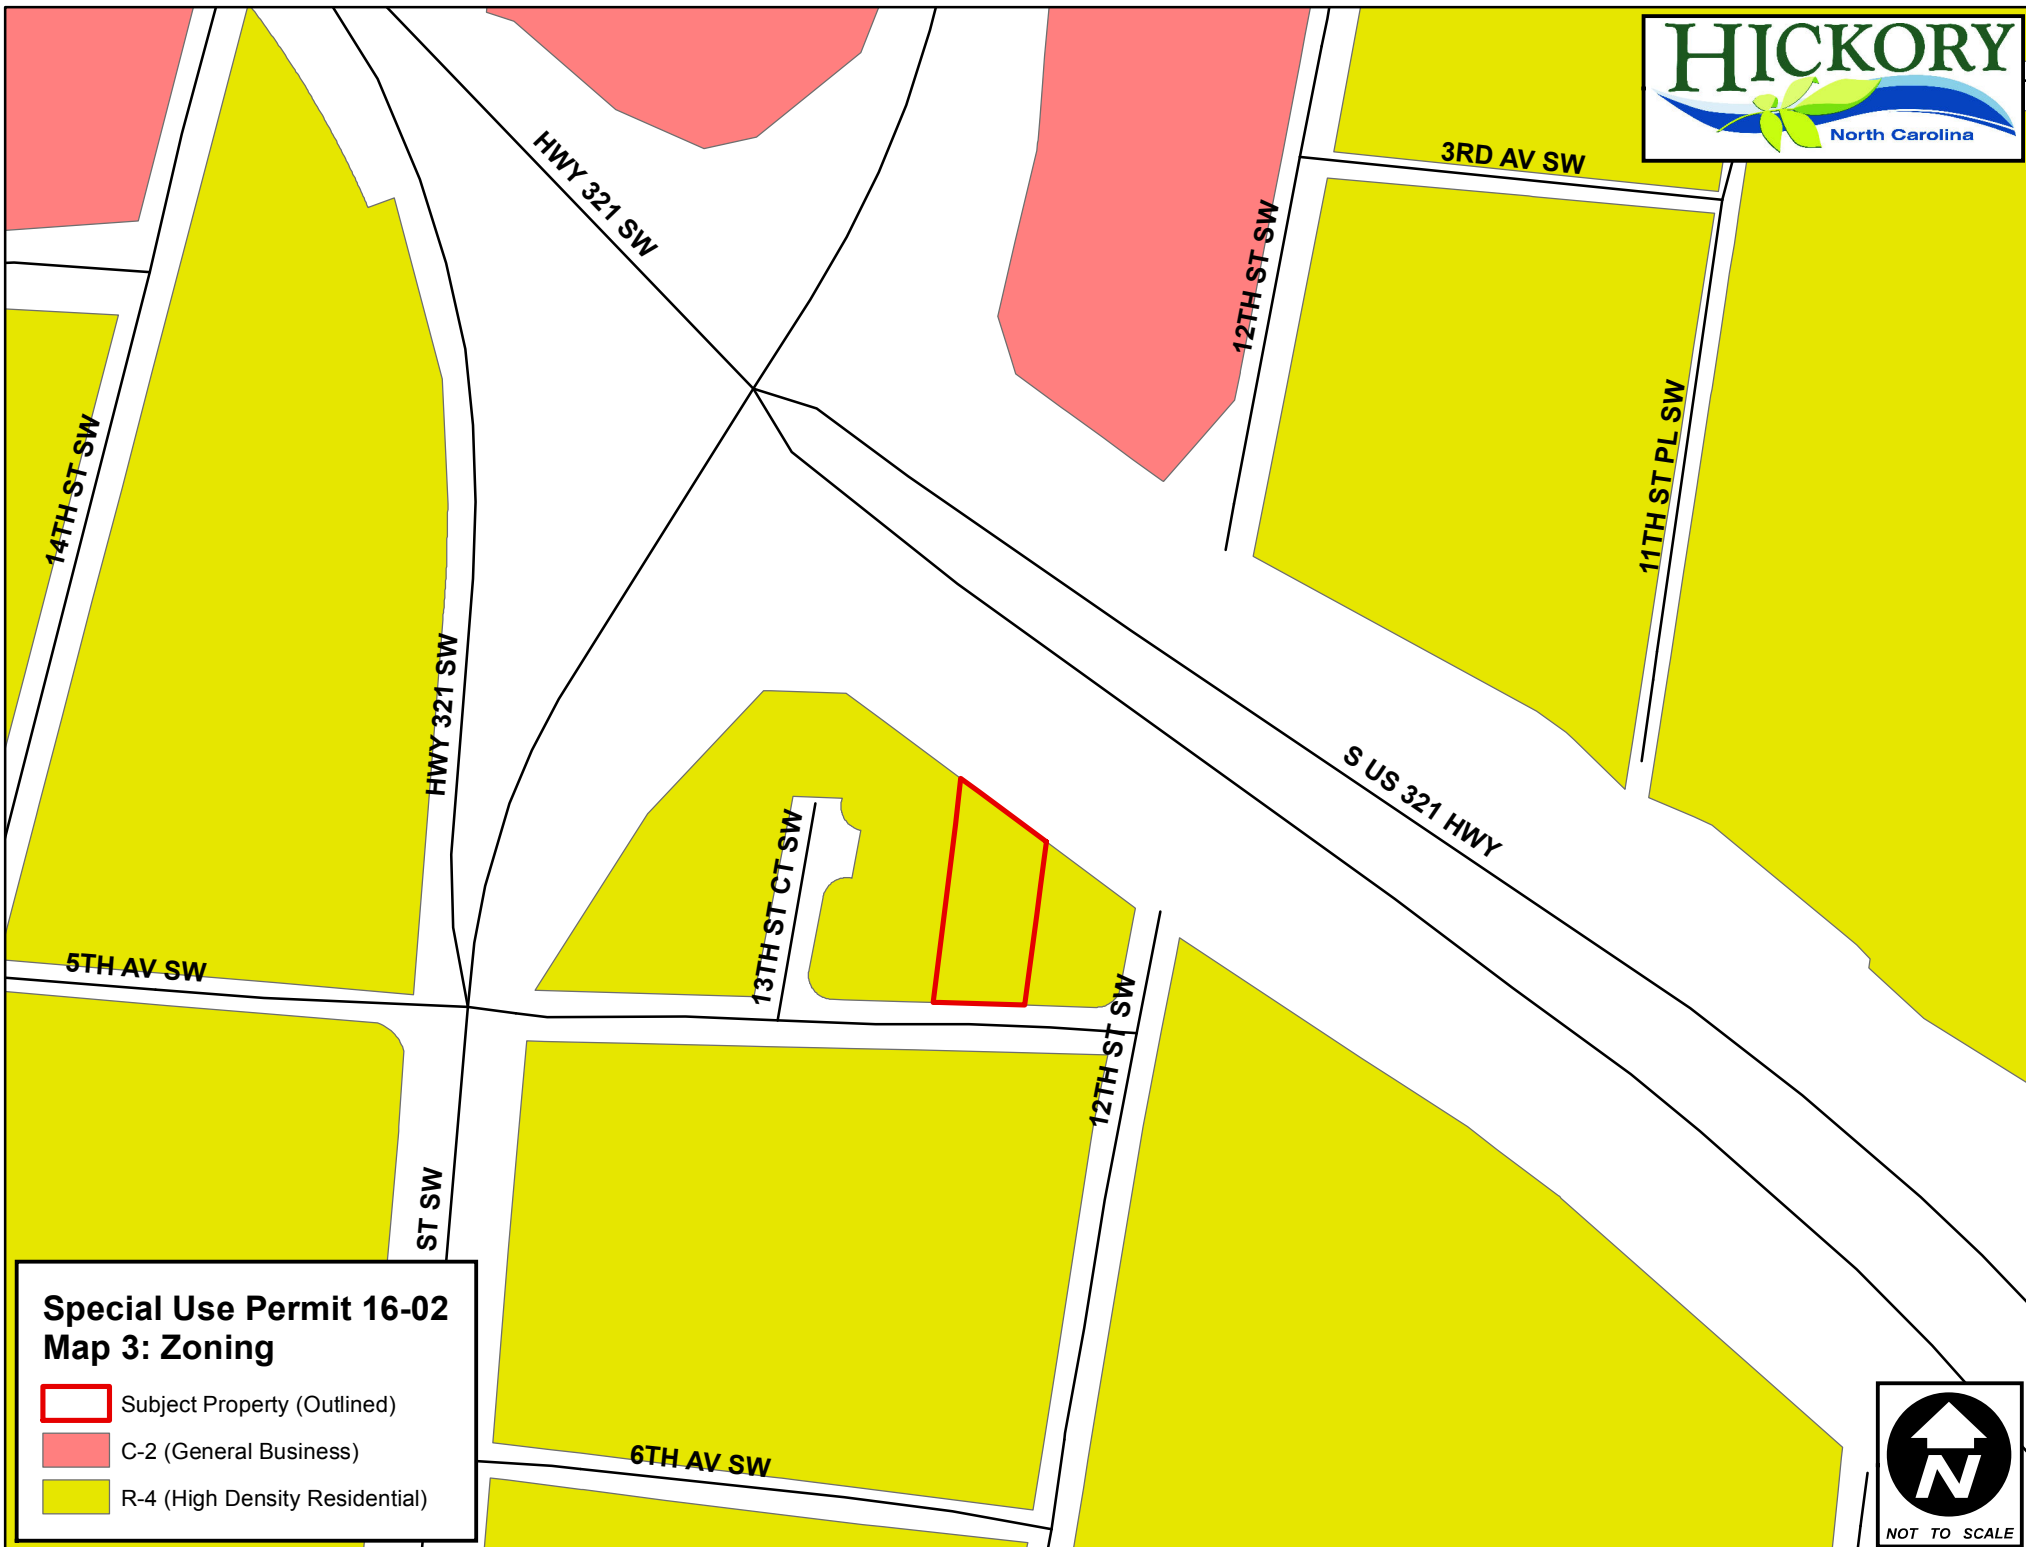 HICKORY
North Carolina
3RD AV SW
HWY 321 SW
12TH ST SW
11TH ST PL SW
14TH ST SW
HWY 321 SW
S US 321 HWY
13TH ST CT SW
5TH AV SW
12TH ST SW
ST SW
6TH AV SW
Special Use Permit 16-02
Map 3: Zoning
Subject Property (Outlined)
C-2 (General Business)
R-4 (High Density Residential)
N
NOT TO SCALE